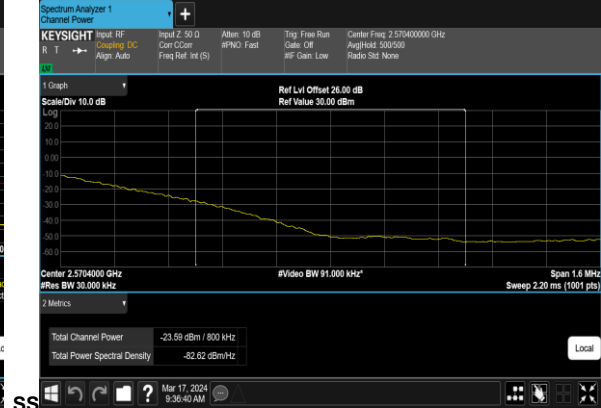 Spectrum Analyzer 1
Channel Power
+
KEYSIGHT
R T
Input: RF
Coupling: DC
Align: Auto
Input Z: 50 Ω
Corr CCorr
Freq Ref: Int (S)
Atten: 10 dB
#PNO: Fast
Trig: Free Run
Gate: Off
#IF Gain: Low
Center Freq: 2.570400000 GHz
Avg|Hold: 500/500
Radio Std: None
1 Graph
Scale/Div 10.0 dB
Ref Lvl Offset 26.00 dB
Ref Value 30.00 dBm
Log
20.0
10.0
0.00
-10.0
-20.0
-30.0
-40.0
-50.0
-60.0
Center 2.5704000 GHz
#Res BW 30.000 kHz
#Video BW 91.000 kHz*
Span 1.6 MHz
Sweep 2.20 ms (1001 pts)
2 Metrics
Total Channel Power -23.59 dBm / 800 kHz
Total Power Spectral Density -82.62 dBm/Hz
Local
ss
?
Mar 17, 2024
9:36:40 AM